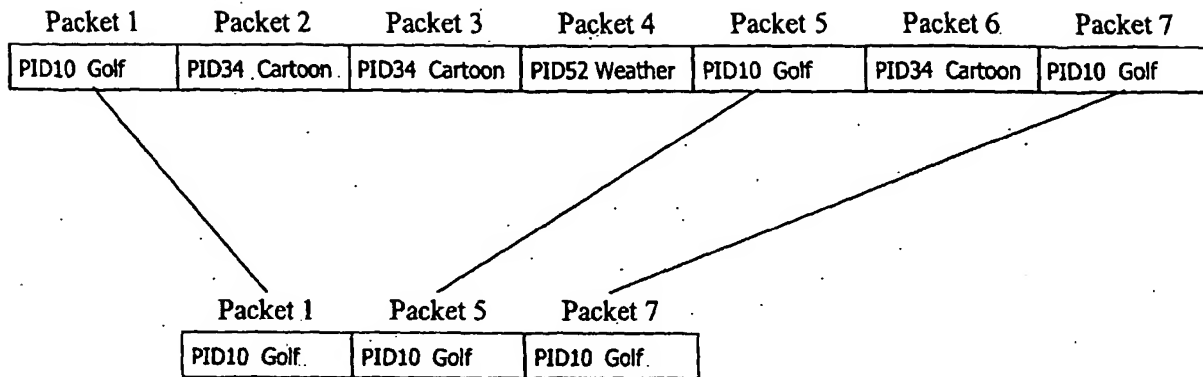 Packet 1 Packet 2 Packet 3 Packet 4 Packet 5 Packet 6 Packet 7
PID10 Golf PID34 Cartoon PID34 Cartoon PID52 Weather PID10 Golf PID34 Cartoon PID10 Golf
Packet 1 Packet 5 Packet 7
PID10 Golf PID10 Golf PID10 Golf